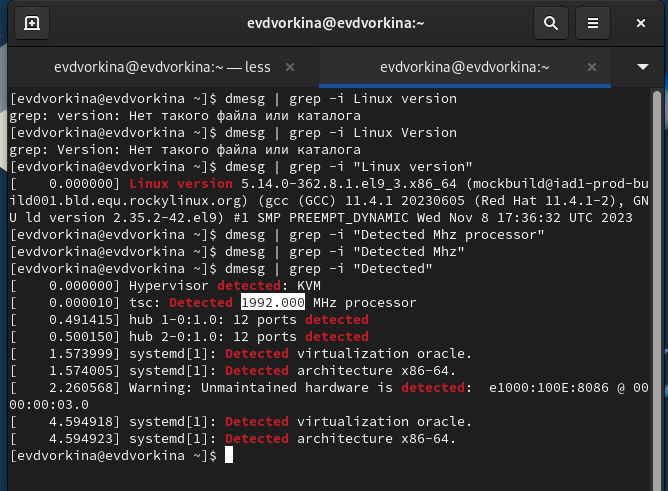 evdvorkina@evdvorkina:~
evdvorkina@evdvorkina:~ — less
evdvorkina@evdvorkina:~
[evdvorkina@evdvorkina ~]$ dmesg | grep -i Linux version
grep: version: Нет такого файла или каталога
[evdvorkina@evdvorkina ~]$ dmesg | grep -i Linux Version
grep: Version: Нет такого файла или каталога
[evdvorkina@evdvorkina ~]$ dmesg | grep -i "Linux version"
[    0.000000] Linux version 5.14.0-362.8.1.el9_3.x86_64 (mockbuild@iad1-prod-bu
ild001.bld.equ.rockylinux.org) (gcc (GCC) 11.4.1 20230605 (Red Hat 11.4.1-2), GN
U ld version 2.35.2-42.el9) #1 SMP PREEMPT_DYNAMIC Wed Nov 8 17:36:32 UTC 2023
[evdvorkina@evdvorkina ~]$ dmesg | grep -i "Detected Mhz processor"
[evdvorkina@evdvorkina ~]$ dmesg | grep -i "Detected Mhz"
[evdvorkina@evdvorkina ~]$ dmesg | grep -i "Detected"
[    0.000000] Hypervisor detected: KVM
[    0.000010] tsc: Detected 1992.000 MHz processor
[    0.491415] hub 1-0:1.0: 12 ports detected
[    0.500150] hub 2-0:1.0: 12 ports detected
[    1.573999] systemd[1]: Detected virtualization oracle.
[    1.574005] systemd[1]: Detected architecture x86-64.
[    2.260568] Warning: Unmaintained hardware is detected:  e1000:100E:8086 @ 00
00:00:03.0
[    4.594918] systemd[1]: Detected virtualization oracle.
[    4.594923] systemd[1]: Detected architecture x86-64.
[evdvorkina@evdvorkina ~]$